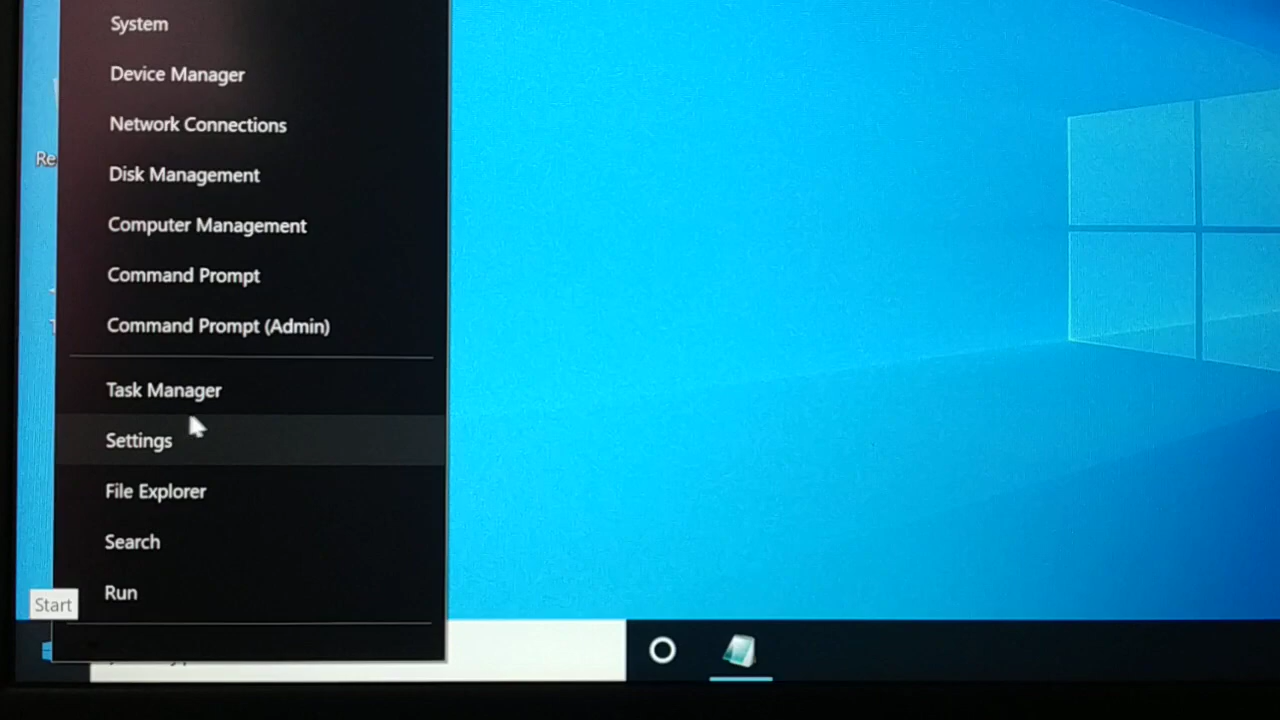 System
Device Manager
Network Connections
Re
Disk Management
Computer Management
Command Prompt
Command Prompt (Admin)
Task Manager
Settings
File Explorer
Search
Run
Start